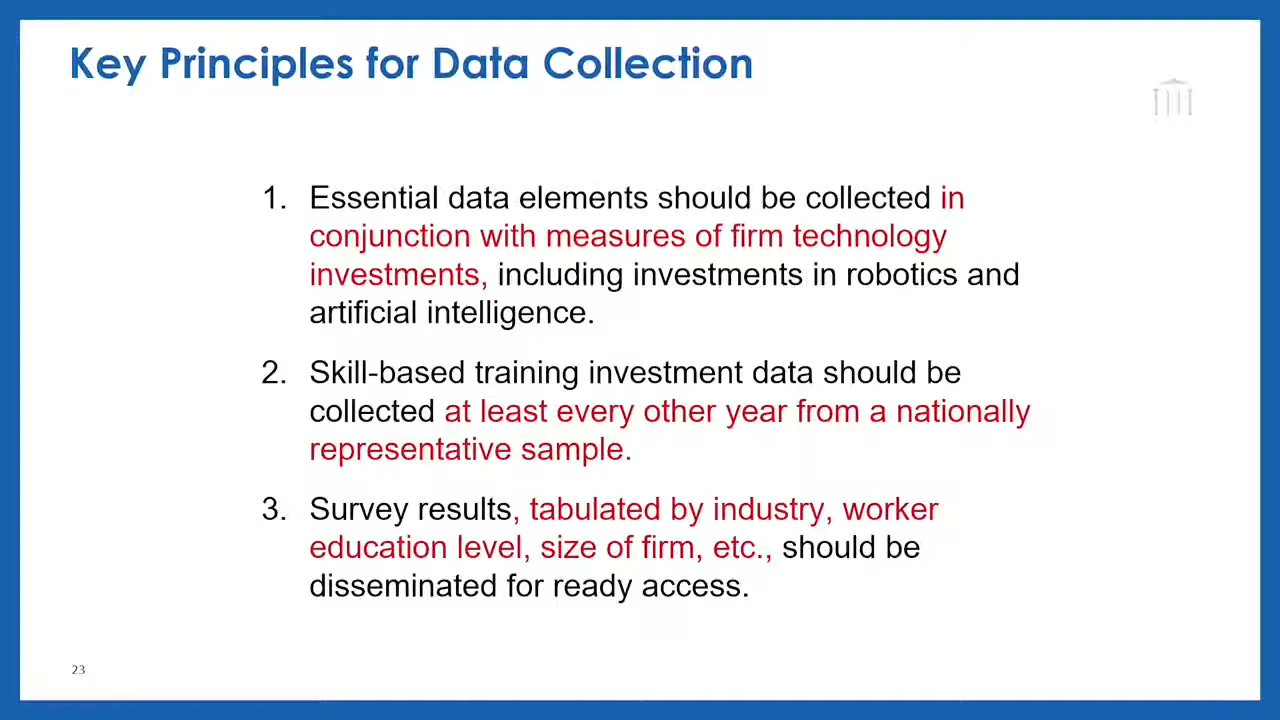 Key Principles for Data Collection
1. Essential data elements should be collected in
conjunction with measures of firm technology
investments, including investments in robotics and
artificial intelligence.
2. Skill-based training investment data should be
collected at least every other year from a nationally
representative sample.
3. Survey results, tabulated by industry, worker
education level, size of firm, etc., should be
disseminated for ready access.
23